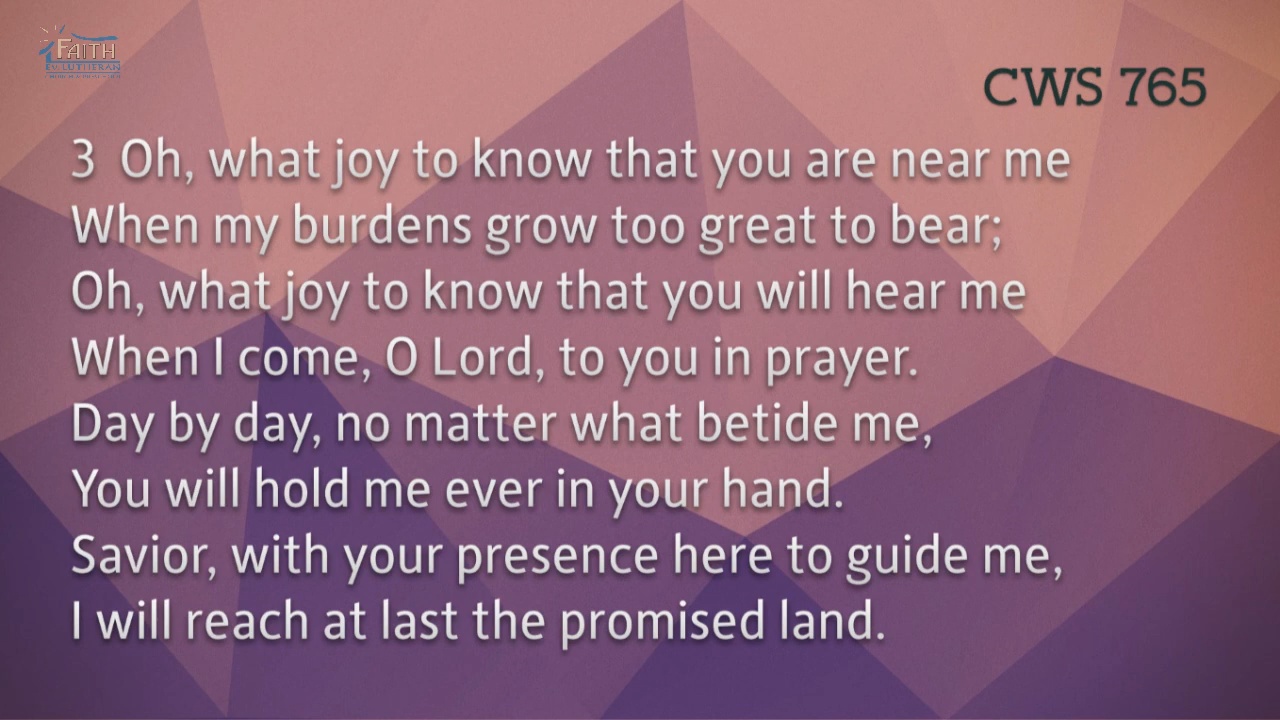 FAITH
EV. LUTHERAN
CWS 765
3 Oh, what joy to know that you are near me
When my burdens grow too great to bear;
Oh, what joy to know that you will hear me
When I come, O Lord, to you in prayer.
Day by day, no matter what betide me,
You will hold me ever in your hand.
Savior, with your presence here to guide me,
I will reach at last the promised land.